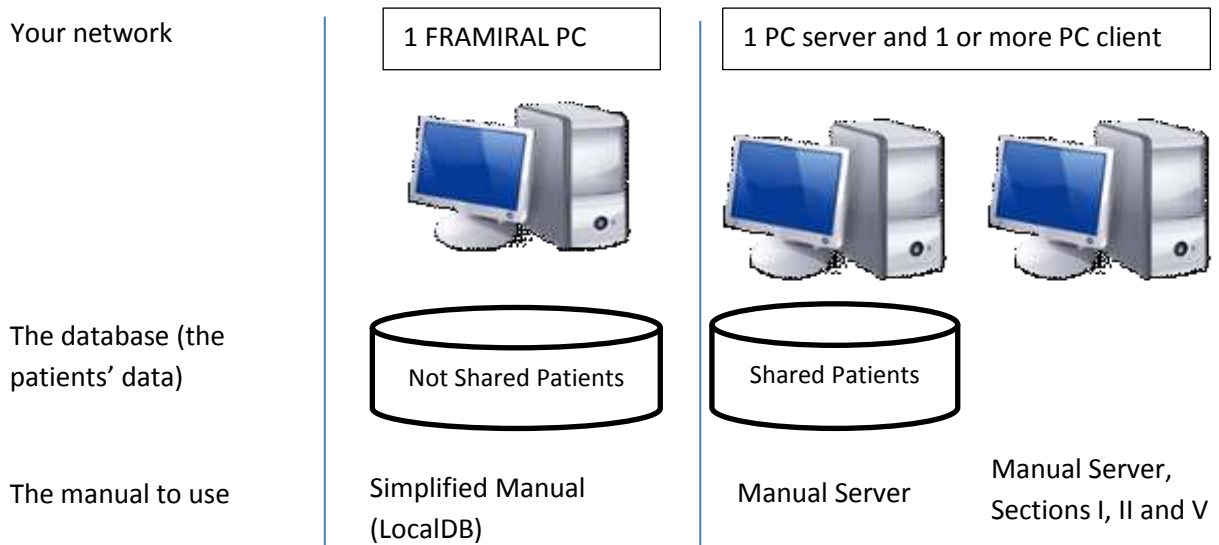 Your network
1 FRAMIRAL PC
1 PC server and 1 or more PC client
The database (the
patients’ data)
Not Shared Patients
Shared Patients
The manual to use
Simplified Manual
(LocalDB)
Manual Server
Manual Server,
Sections I, II and V